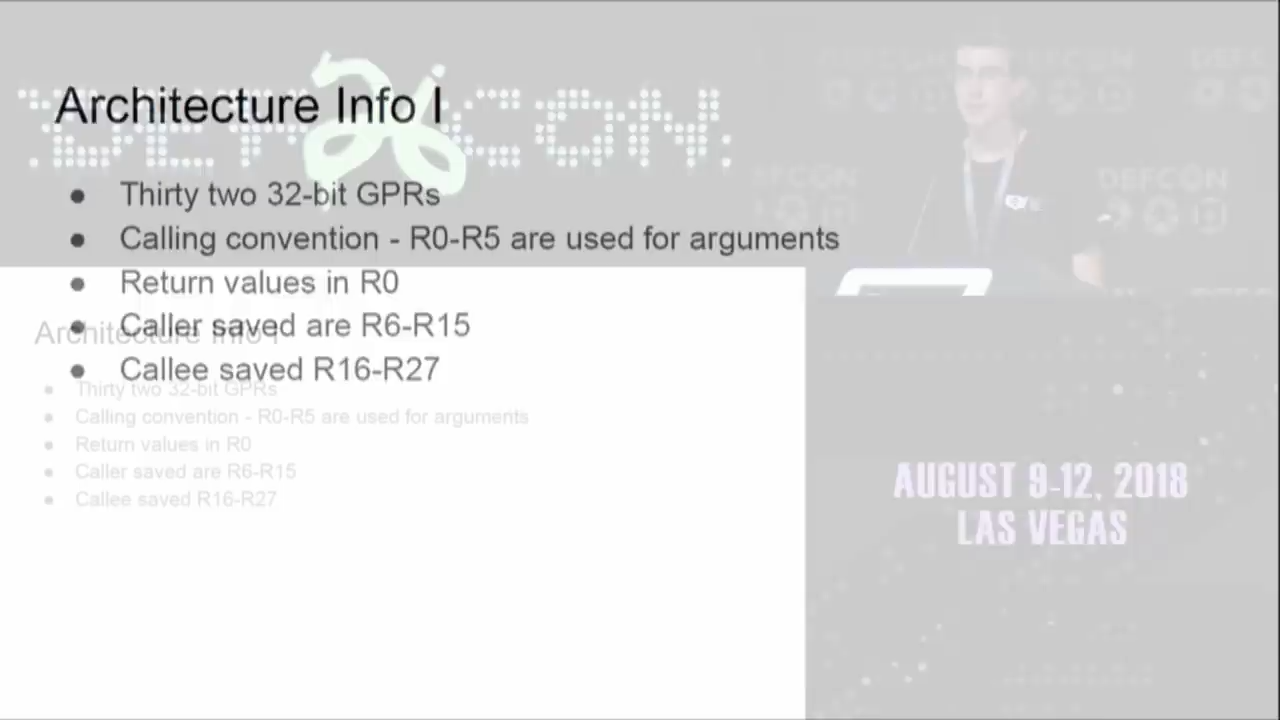 DEFCON
Architecture Info I
Thirty two 32-bit GPRs
Calling convention - R0-R5 are used for arguments
Return values in R0
Caller saved are R6-R15
Callee saved R16-R27
Architecture Info I
Thirty two 32-bit GPRs
Calling convention - R0-R5 are used for arguments
Return values in R0
Caller saved are R6-R15
Callee saved R16-R27
DEFCON
DEFCON
AUGUST 9-12, 2018
LAS VEGAS